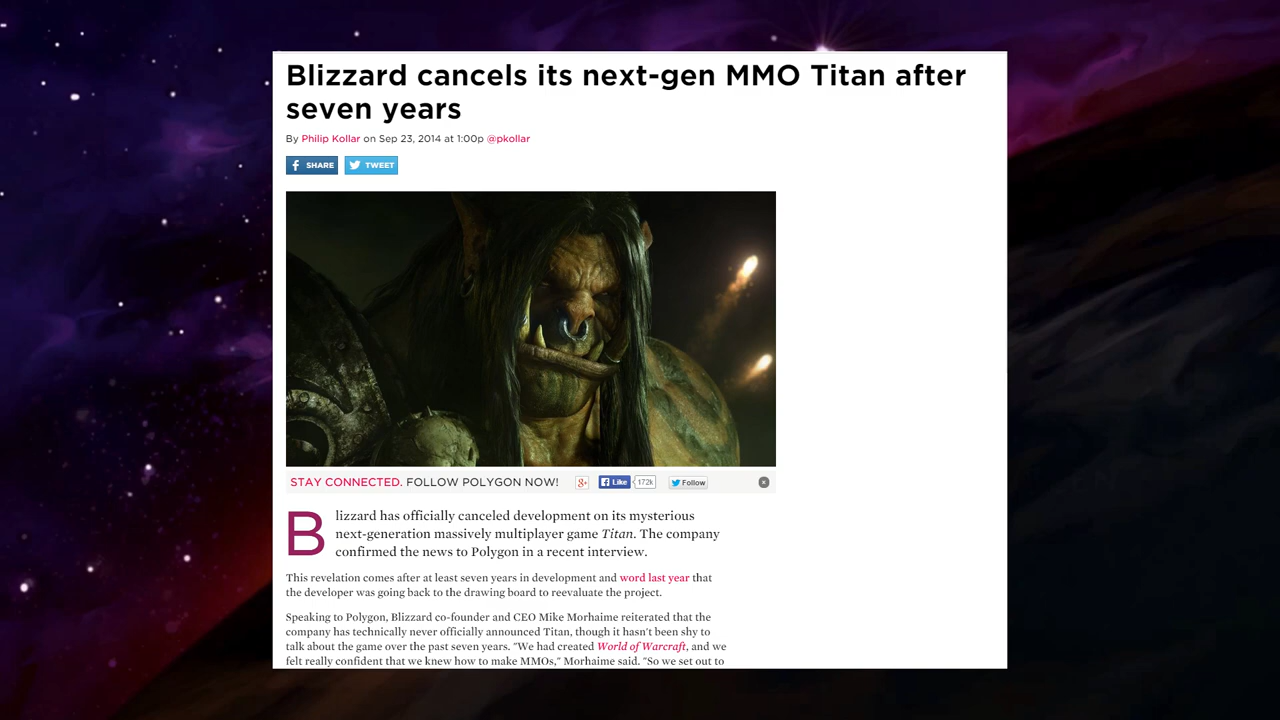 Blizzard cancels its next-gen MMO Titan after
seven years
By Philip Kollar on Sep 23, 2014 at 1:00p @pkollar
SHARE TWEET
STAY CONNECTED. FOLLOW POLYGON NOW! g+ Like 172k Follow
Blizzard has officially canceled development on its mysterious
next-generation massively multiplayer game Titan. The company
confirmed the news to Polygon in a recent interview.
This revelation comes after at least seven years in development and word last year that
the developer was going back to the drawing board to reevaluate the project.
Speaking to Polygon, Blizzard co-founder and CEO Mike Morhaime reiterated that the
company has technically never officially announced Titan, though it hasn't been shy to
talk about the game over the past seven years. "We had created World of Warcraft, and we
felt really confident that we knew how to make MMOs," Morhaime said. "So we set out to